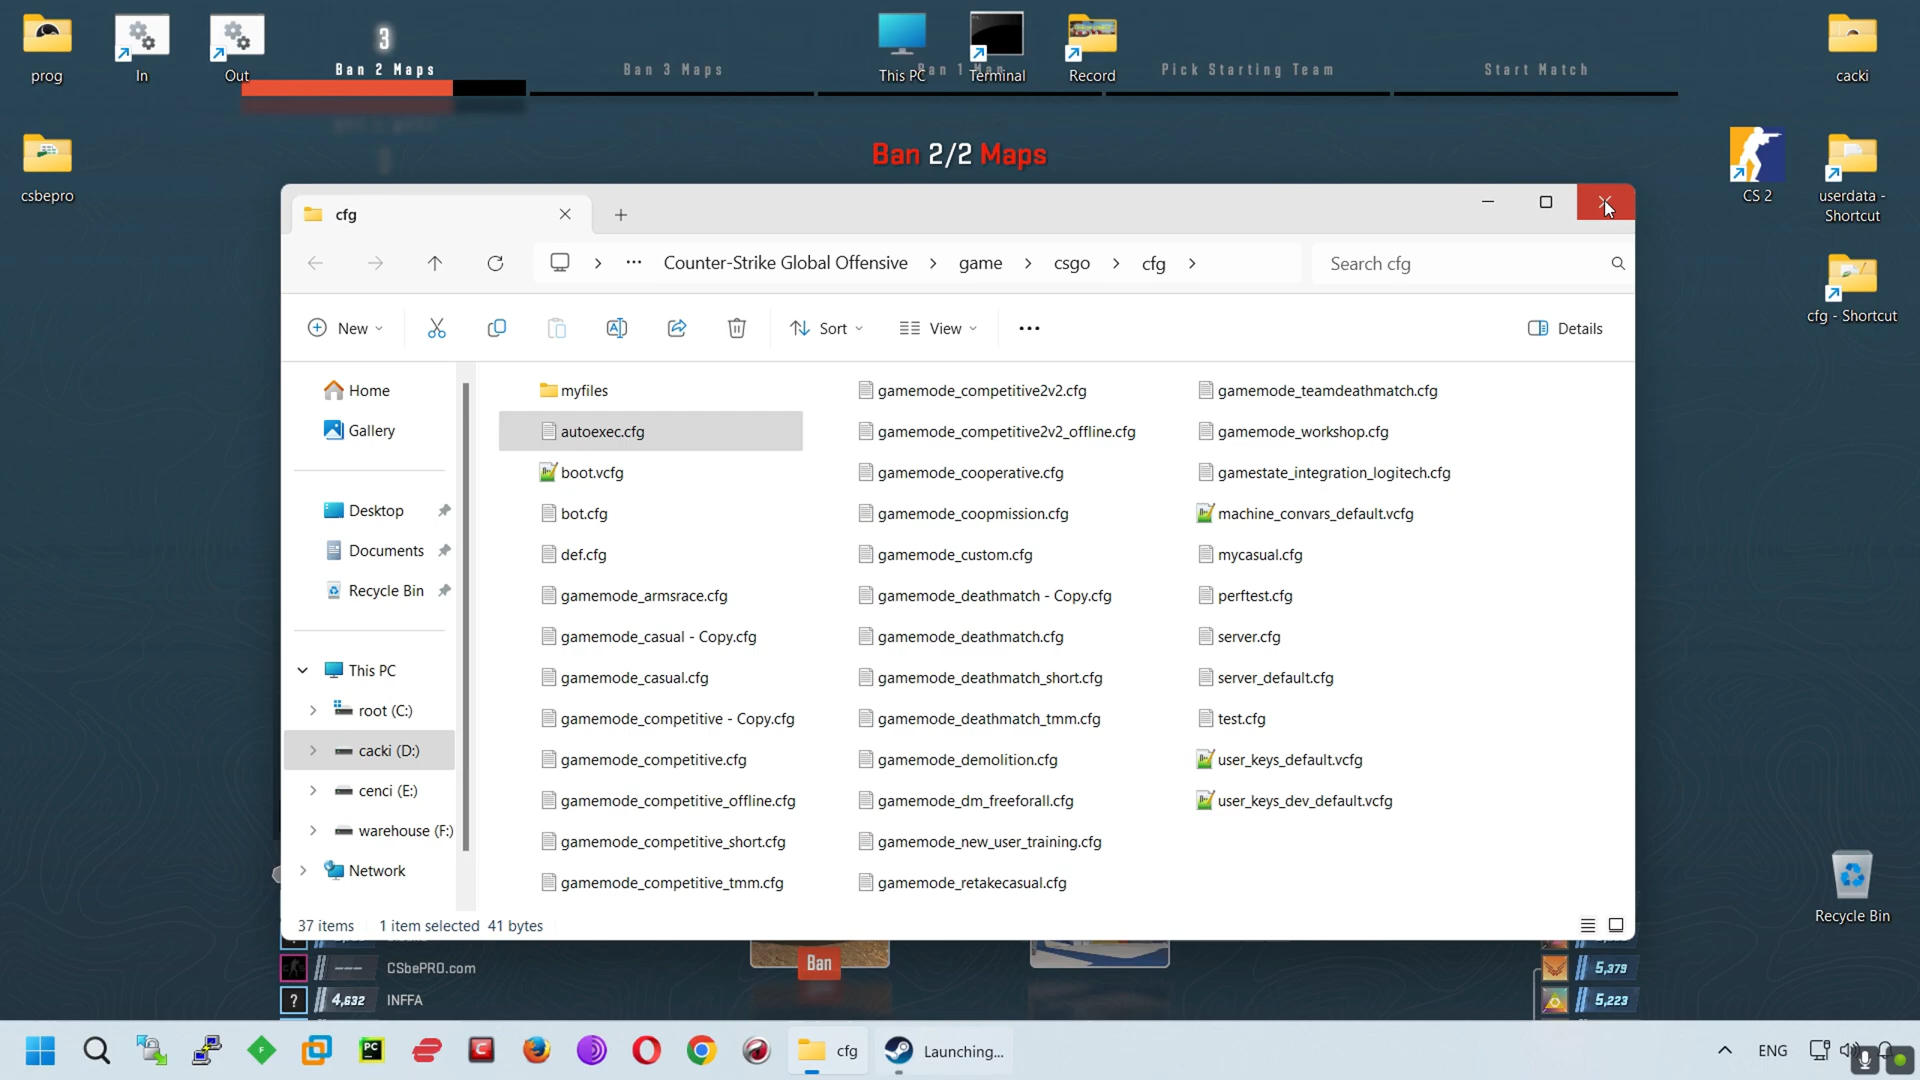 prog
In
Out
3
Ban 2 Maps
Ban 3 Maps
This PC
Terminal
Record
Pick Starting Team
Start Match
cacki
csbepro
Ban 2/2 Maps
CS 2
userdata -
Shortcut
cfg - Shortcut
cfg
Counter-Strike Global Offensive
game
csgo
cfg
Search cfg
New
Sort
View
Details
Home
Gallery
Desktop
Documents
Recycle Bin
This PC
root (C:)
cacki (D:)
cenci (E:)
warehouse (F:)
Network
myfiles
autoexec.cfg
boot.vcfg
bot.cfg
def.cfg
gamemode_armsrace.cfg
gamemode_casual - Copy.cfg
gamemode_casual.cfg
gamemode_competitive - Copy.cfg
gamemode_competitive.cfg
gamemode_competitive_offline.cfg
gamemode_competitive_short.cfg
gamemode_competitive_tmm.cfg
gamemode_competitive2v2.cfg
gamemode_competitive2v2_offline.cfg
gamemode_cooperative.cfg
gamemode_coopmission.cfg
gamemode_custom.cfg
gamemode_deathmatch - Copy.cfg
gamemode_deathmatch.cfg
gamemode_deathmatch_short.cfg
gamemode_deathmatch_tmm.cfg
gamemode_demolition.cfg
gamemode_dm_freeforall.cfg
gamemode_new_user_training.cfg
gamemode_retakecasual.cfg
gamemode_teamdeathmatch.cfg
gamemode_workshop.cfg
gamestate_integration_logitech.cfg
machine_convars_default.vcfg
mycasual.cfg
perftest.cfg
server.cfg
server_default.cfg
test.cfg
user_keys_default.vcfg
user_keys_dev_default.vcfg
37 items
1 item selected 41 bytes
Recycle Bin
--- CSbePRO.com
? 4,632 INFFA
Ban
5,379
5,223
cfg
Launching...
ENG